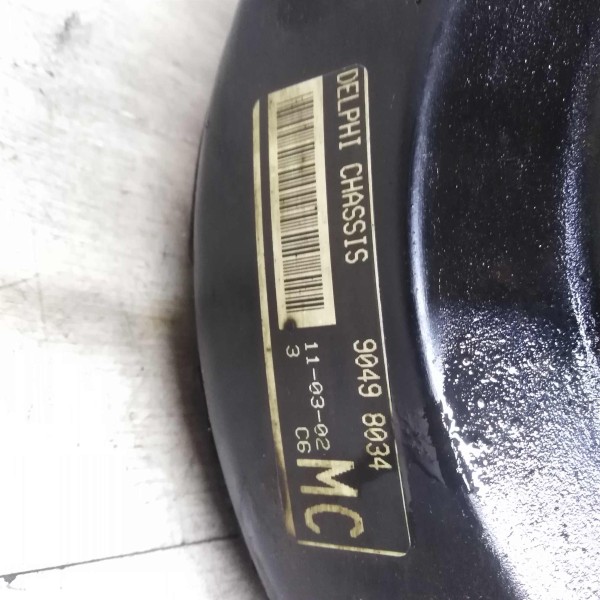 DELPHI CHASSIS 9049 8034
11-03-02 MC
3 C6